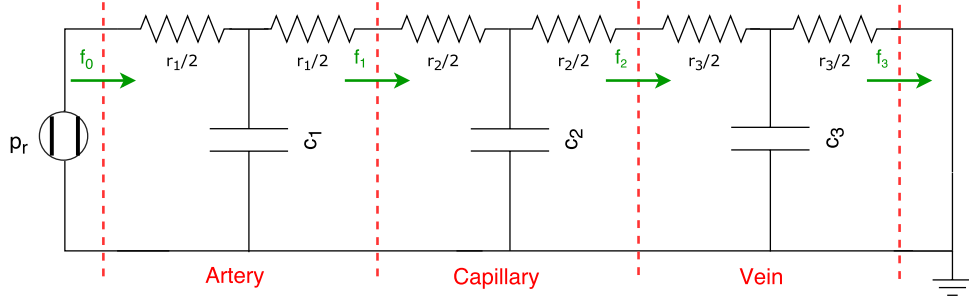 f₀
r₁/2
r₁/2
f₁
r₂/2
r₂/2
f₂
r₃/2
r₃/2
f₃
pᵣ
c₁
c₂
c₃
Artery
Capillary
Vein